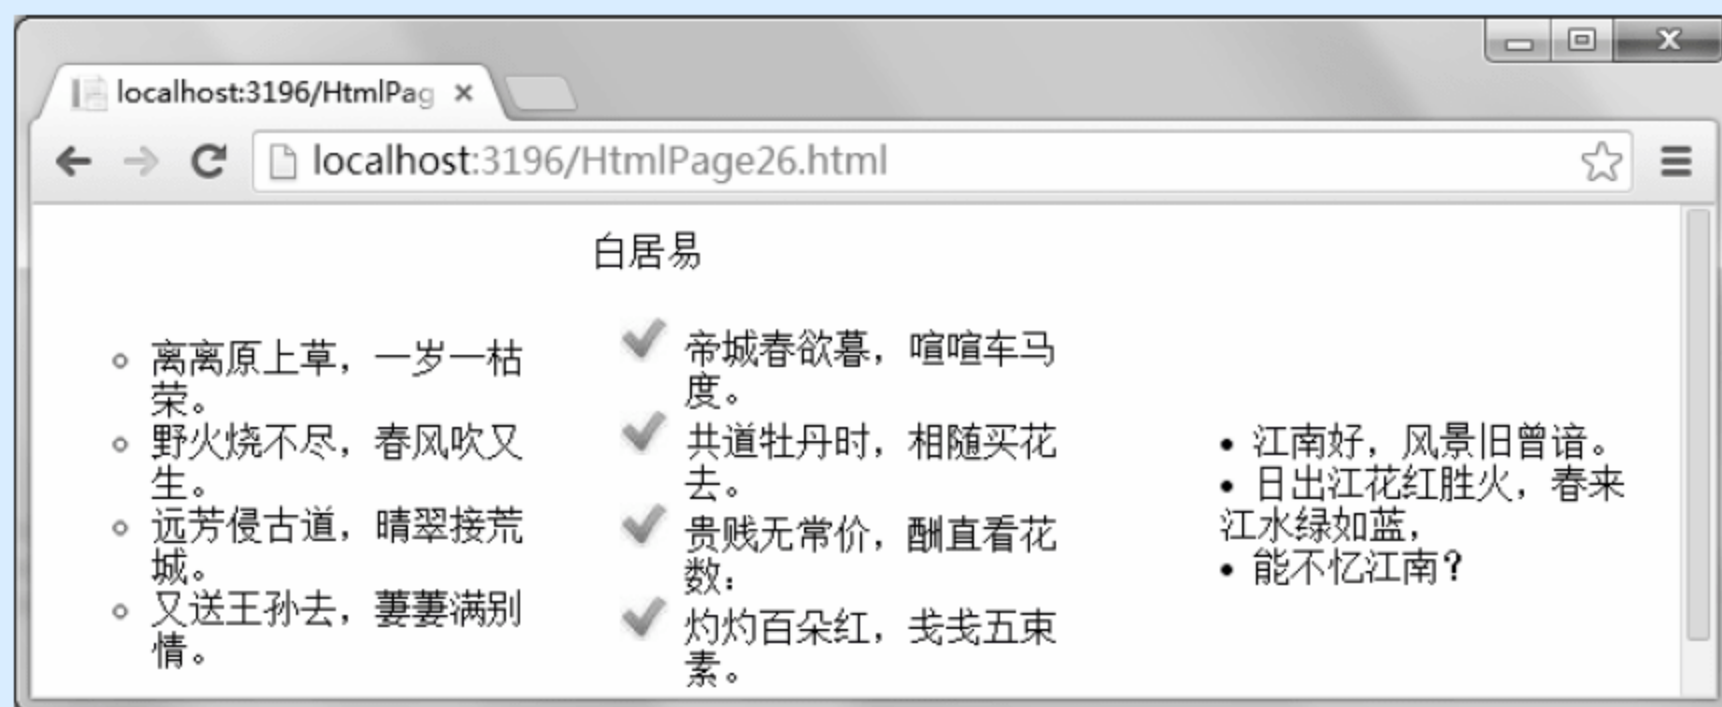 localhost:3196/HtmlPag
localhost:3196/HtmlPage26.html
白居易
离离原上草，一岁一枯
荣。
野火烧不尽，春风吹又
生。
远芳侵古道，晴翠接荒
城。
又送王孙去，萋萋满别
情。
帝城春欲暮，喧喧车马
度。
共道牡丹时，相随买花
去。
贵贱无常价，酬直看花
数：
灼灼百朵红，戋戋五束
素。
江南好，风景旧曾谙。
日出江花红胜火，春来
江水绿如蓝，
能不忆江南？